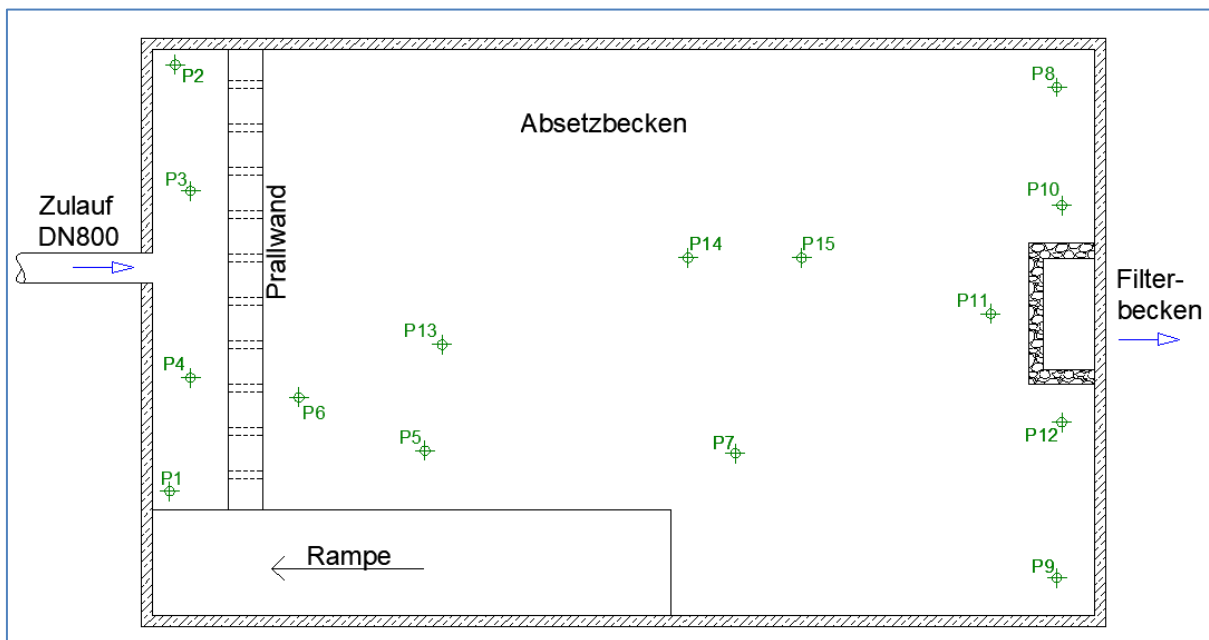 P2
P8
Absetzbecken
P3
P10
Zulauf
DN800
Prallwand
P14
P15
Filter-
becken
P11
P13
P4
P6
P5
P7
P12
P1
Rampe
P9